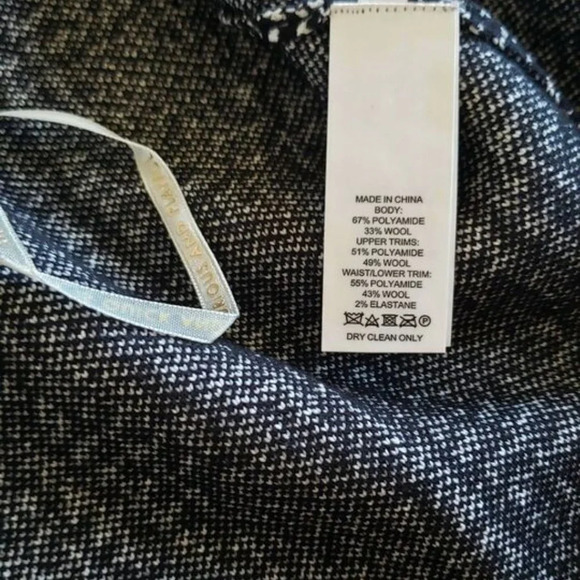 MADE IN CHINA
BODY:
67% POLYAMIDE
33% WOOL
UPPER TRIMS:
51% POLYAMIDE
49% WOOL
WAIST/LOWER TRIM:
55% POLYAMIDE
43% WOOL
2% ELASTANE
P
DRY CLEAN ONLY
AND